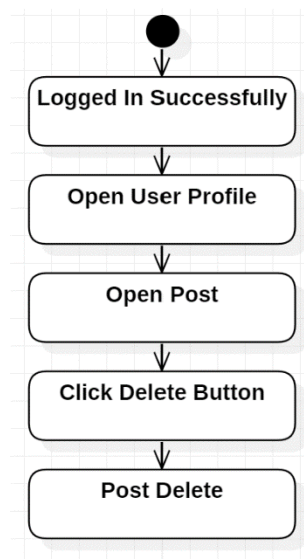 Logged In Successfully
Open User Profile
Open Post
Click Delete Button
Post Delete